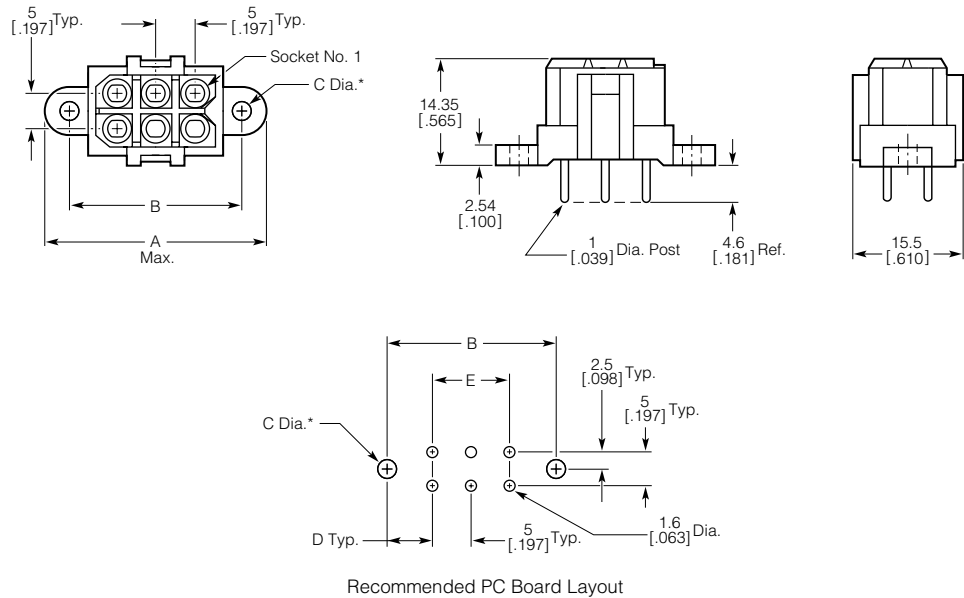 5
[.197] Typ.
5
[.197] Typ.
Socket No. 1
C Dia.*
B
A
Max.
14.35
[.565]
2.54
[.100]
1
[.039] Dia. Post
4.6
[.181] Ref.
15.5
[.610]
B
E
2.5
[.098] Typ.
5
[.197] Typ.
C Dia.*
D Typ.
5
[.197] Typ.
1.6
[.063] Dia.
Recommended PC Board Layout